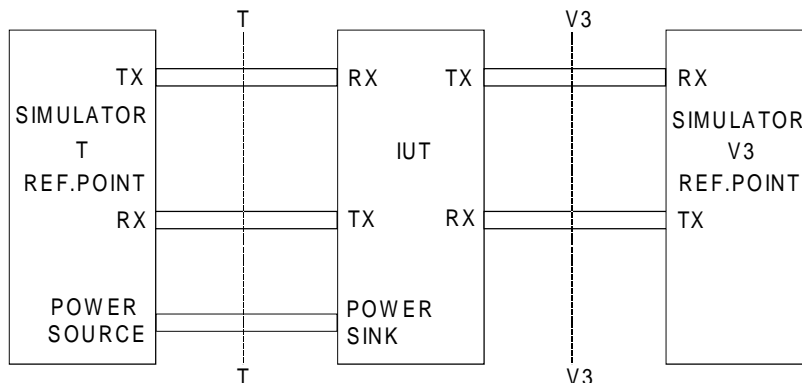 T
V3
TX
RX
TX
RX
SIMULATOR
T
REF.POINT
IUT
SIMULATOR
V3
REF.POINT
RX
TX
RX
TX
POWER
SOURCE
POWER
SINK
T
V3